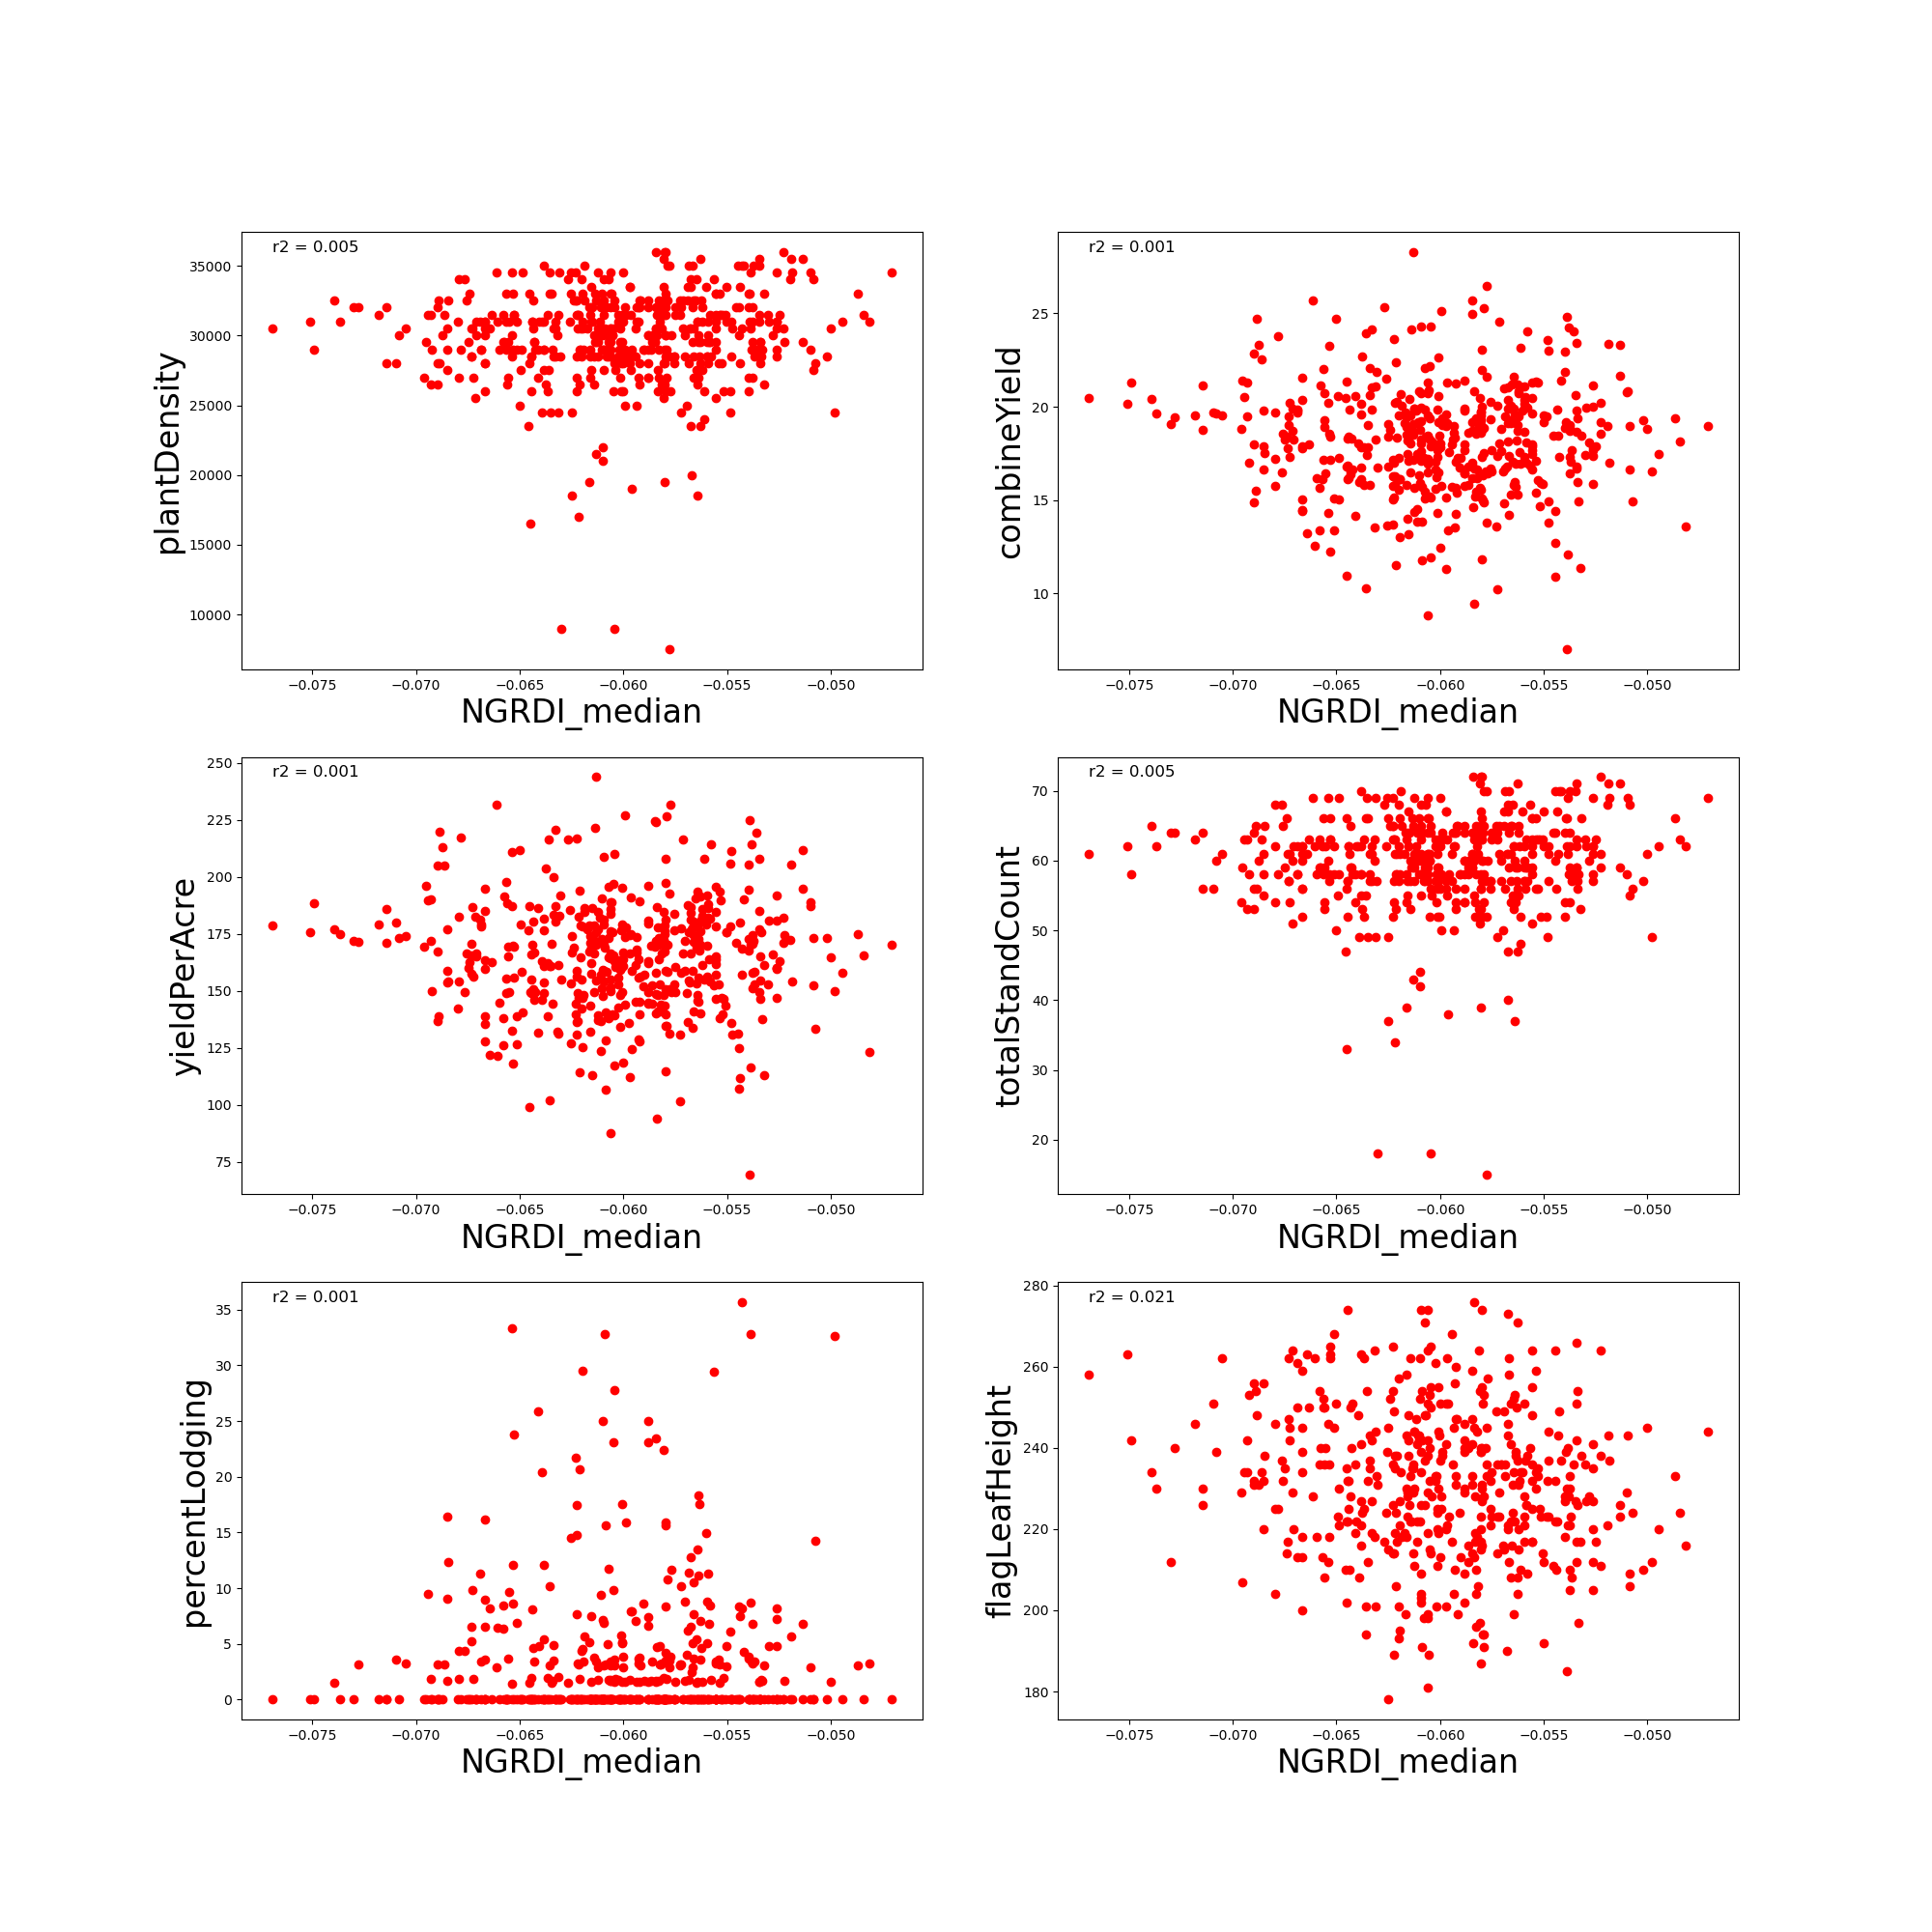 r2 = 0.005
plantDensity
35000
30000
25000
20000
15000
10000
−0.075 −0.070 −0.065 −0.060 −0.055 −0.050
NGRDI_median
r2 = 0.001
combineYield
25
20
15
10
−0.075 −0.070 −0.065 −0.060 −0.055 −0.050
NGRDI_median
r2 = 0.001
yieldPerAcre
250
225
200
175
150
125
100
75
−0.075 −0.070 −0.065 −0.060 −0.055 −0.050
NGRDI_median
r2 = 0.005
totalStandCount
70
60
50
40
30
20
−0.075 −0.070 −0.065 −0.060 −0.055 −0.050
NGRDI_median
r2 = 0.001
percentLodging
35
30
25
20
15
10
5
0
−0.075 −0.070 −0.065 −0.060 −0.055 −0.050
NGRDI_median
r2 = 0.021
flagLeafHeight
280
260
240
220
200
180
−0.075 −0.070 −0.065 −0.060 −0.055 −0.050
NGRDI_median